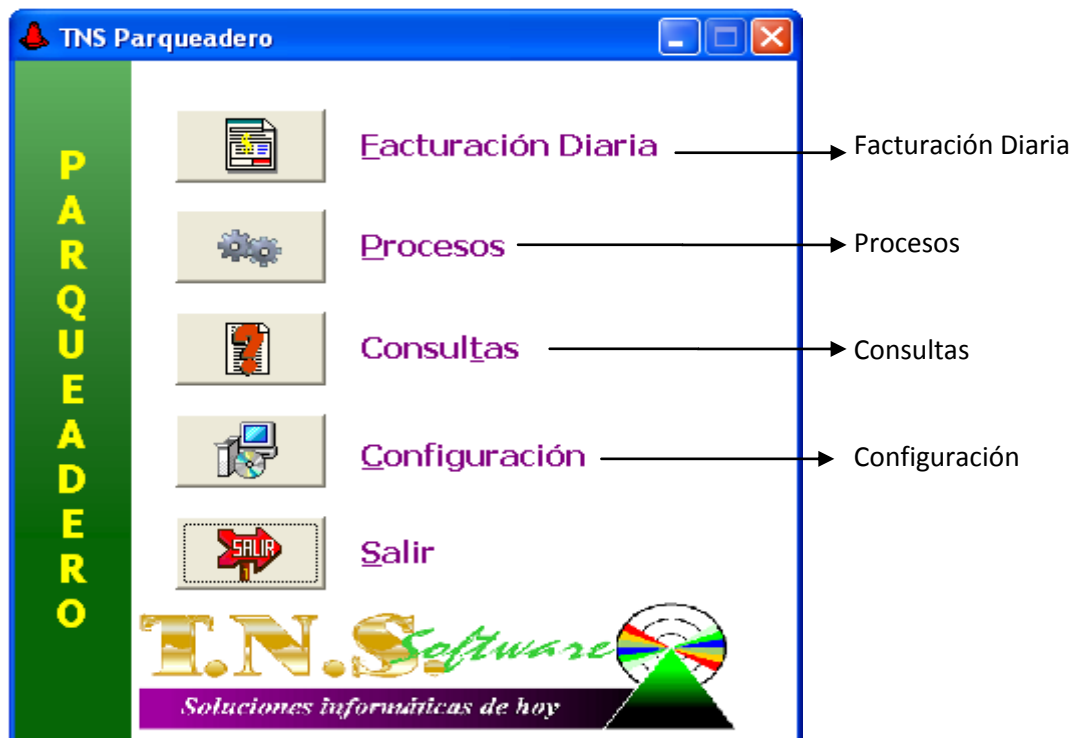 TNS Parqueadero
PARQUEADERO
Facturación Diaria
Facturación Diaria
Procesos
Procesos
Consultas
Consultas
Configuración
Configuración
SALIR
Salir
T.N.S. Software
Soluciones informáticas de hoy